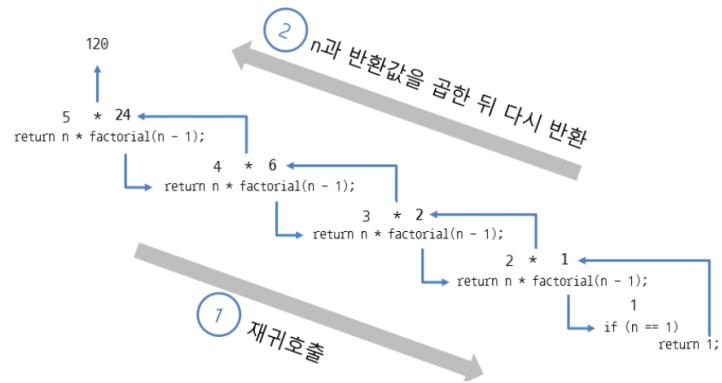 ②
n과 반환값을 곱한 뒤 다시 반환
120
5 * 24
return n * factorial(n - 1);
4 * 6
return n * factorial(n - 1);
3 * 2
return n * factorial(n - 1);
2 * 1
return n * factorial(n - 1);
1
if (n == 1)
return 1;
①
재귀호출